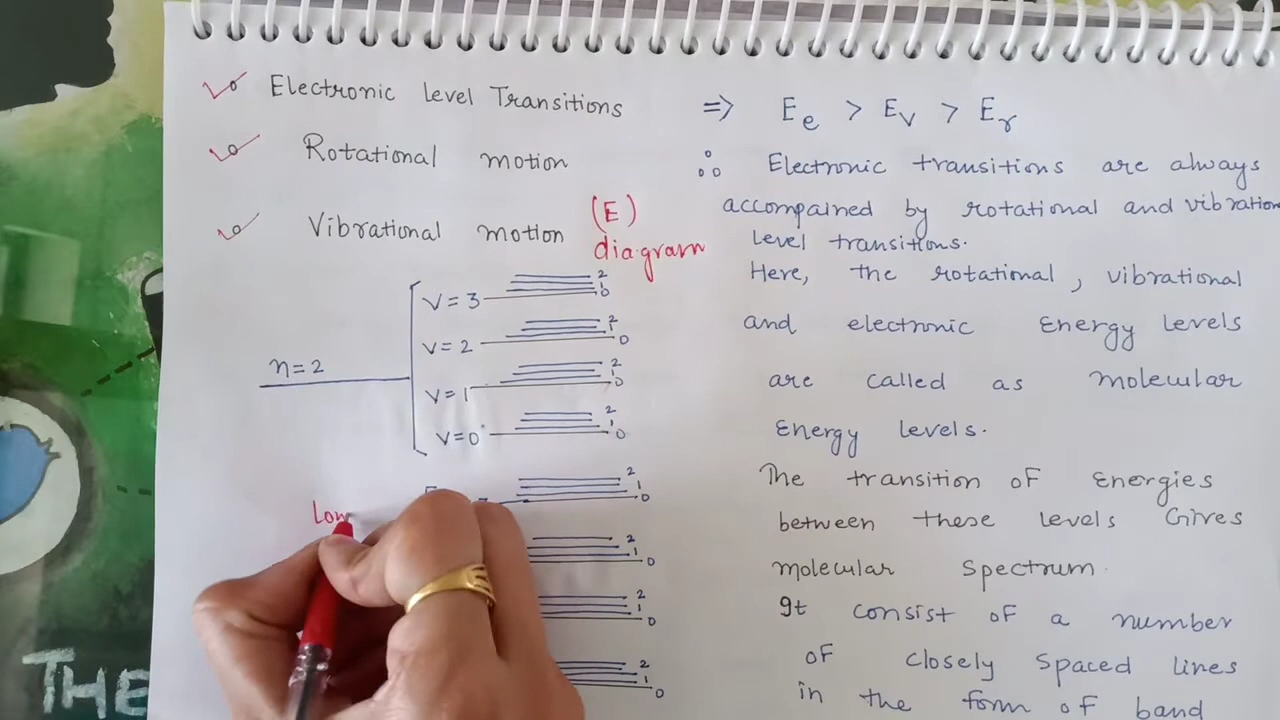 Electronic level Transitions
Rotational motion
Vibrational motion
(E)
diagram
n=2
v=3
2
1
0
v=2
2
1
0
v=1
2
1
0
v=0
2
1
0
2
1
0
2
1
0
2
1
0
2
1
0
Low
⇒ Ee > Ev > Er
∴ Electronic transitions are always
accompained by rotational and vibration
level transitions.
Here, the rotational, vibrational
and electronic Energy levels
are called as molecular
Energy levels.
The transition of Energies
between these levels Gives
molecular spectrum.
It consist of a number
of closely spaced lines
in the form of band
THE